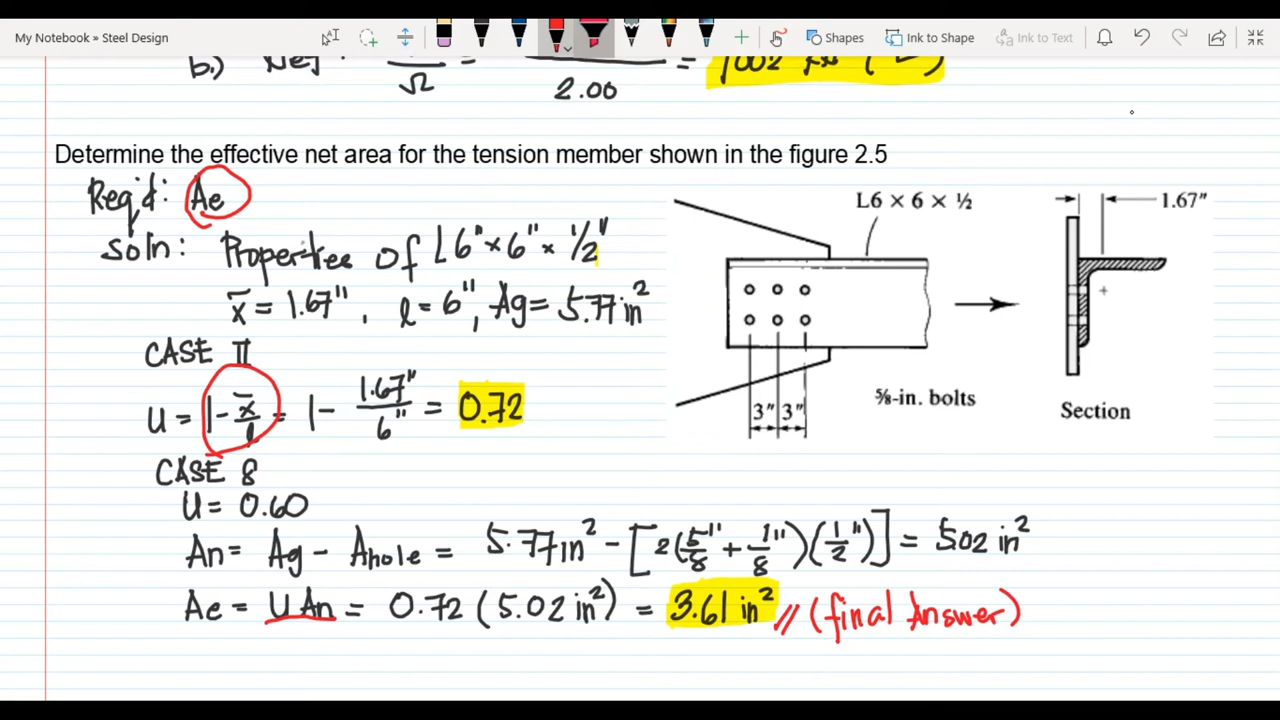 My Notebook » Steel Design
Shapes
Ink to Shape
Ink to Text
b.)
= = 1002
√Ω 2.00
Determine the effective net area for the tension member shown in the figure 2.5
Req'd: Ae
Soln: Properties of L6" × 6" × 1/2"
x̄ = 1.67", l = 6", Ag = 5.77 in²
CASE II
U = 1 - x̄/l = 1 - 1.67"/6" = 0.72
CASE 8
U = 0.60
An = Ag - Ahole = 5.77 in² - [2(5/8" + 1/8")(1/2")] = 5.02 in²
Ae = UAn = 0.72 (5.02 in²) = 3.61 in² // (final Answer)
L6 × 6 × ½
1.67"
3" 3"
⅝-in. bolts
Section